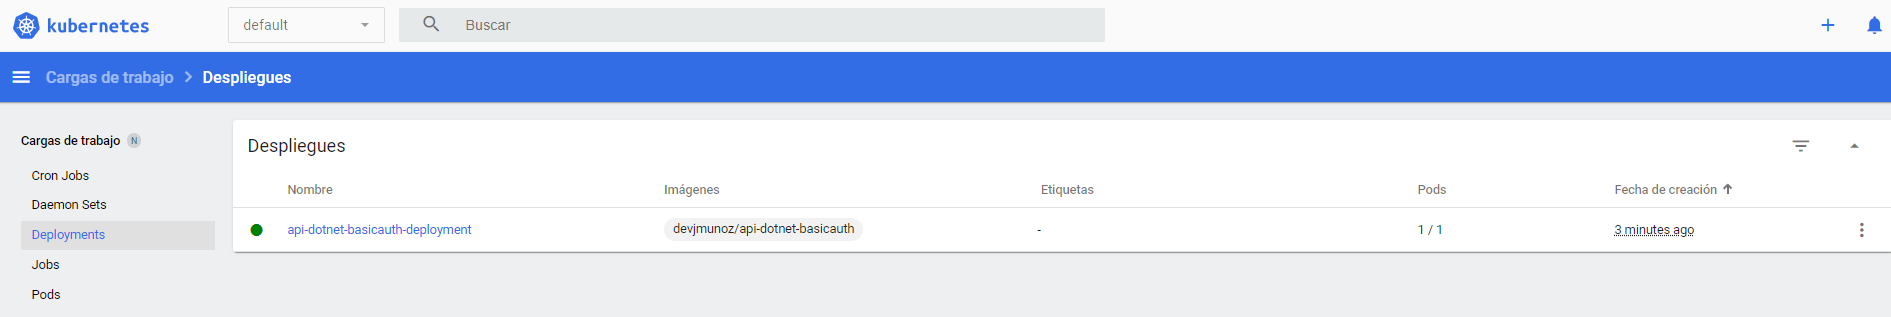 kubernetes
default
Buscar
Cargas de trabajo > Despliegues
Cargas de trabajo N
Cron Jobs
Daemon Sets
Deployments
Jobs
Pods
Despliegues
Nombre Imágenes Etiquetas Pods Fecha de creación
api-dotnet-basicauth-deployment devjmunoz/api-dotnet-basicauth - 1 / 1 3 minutes ago